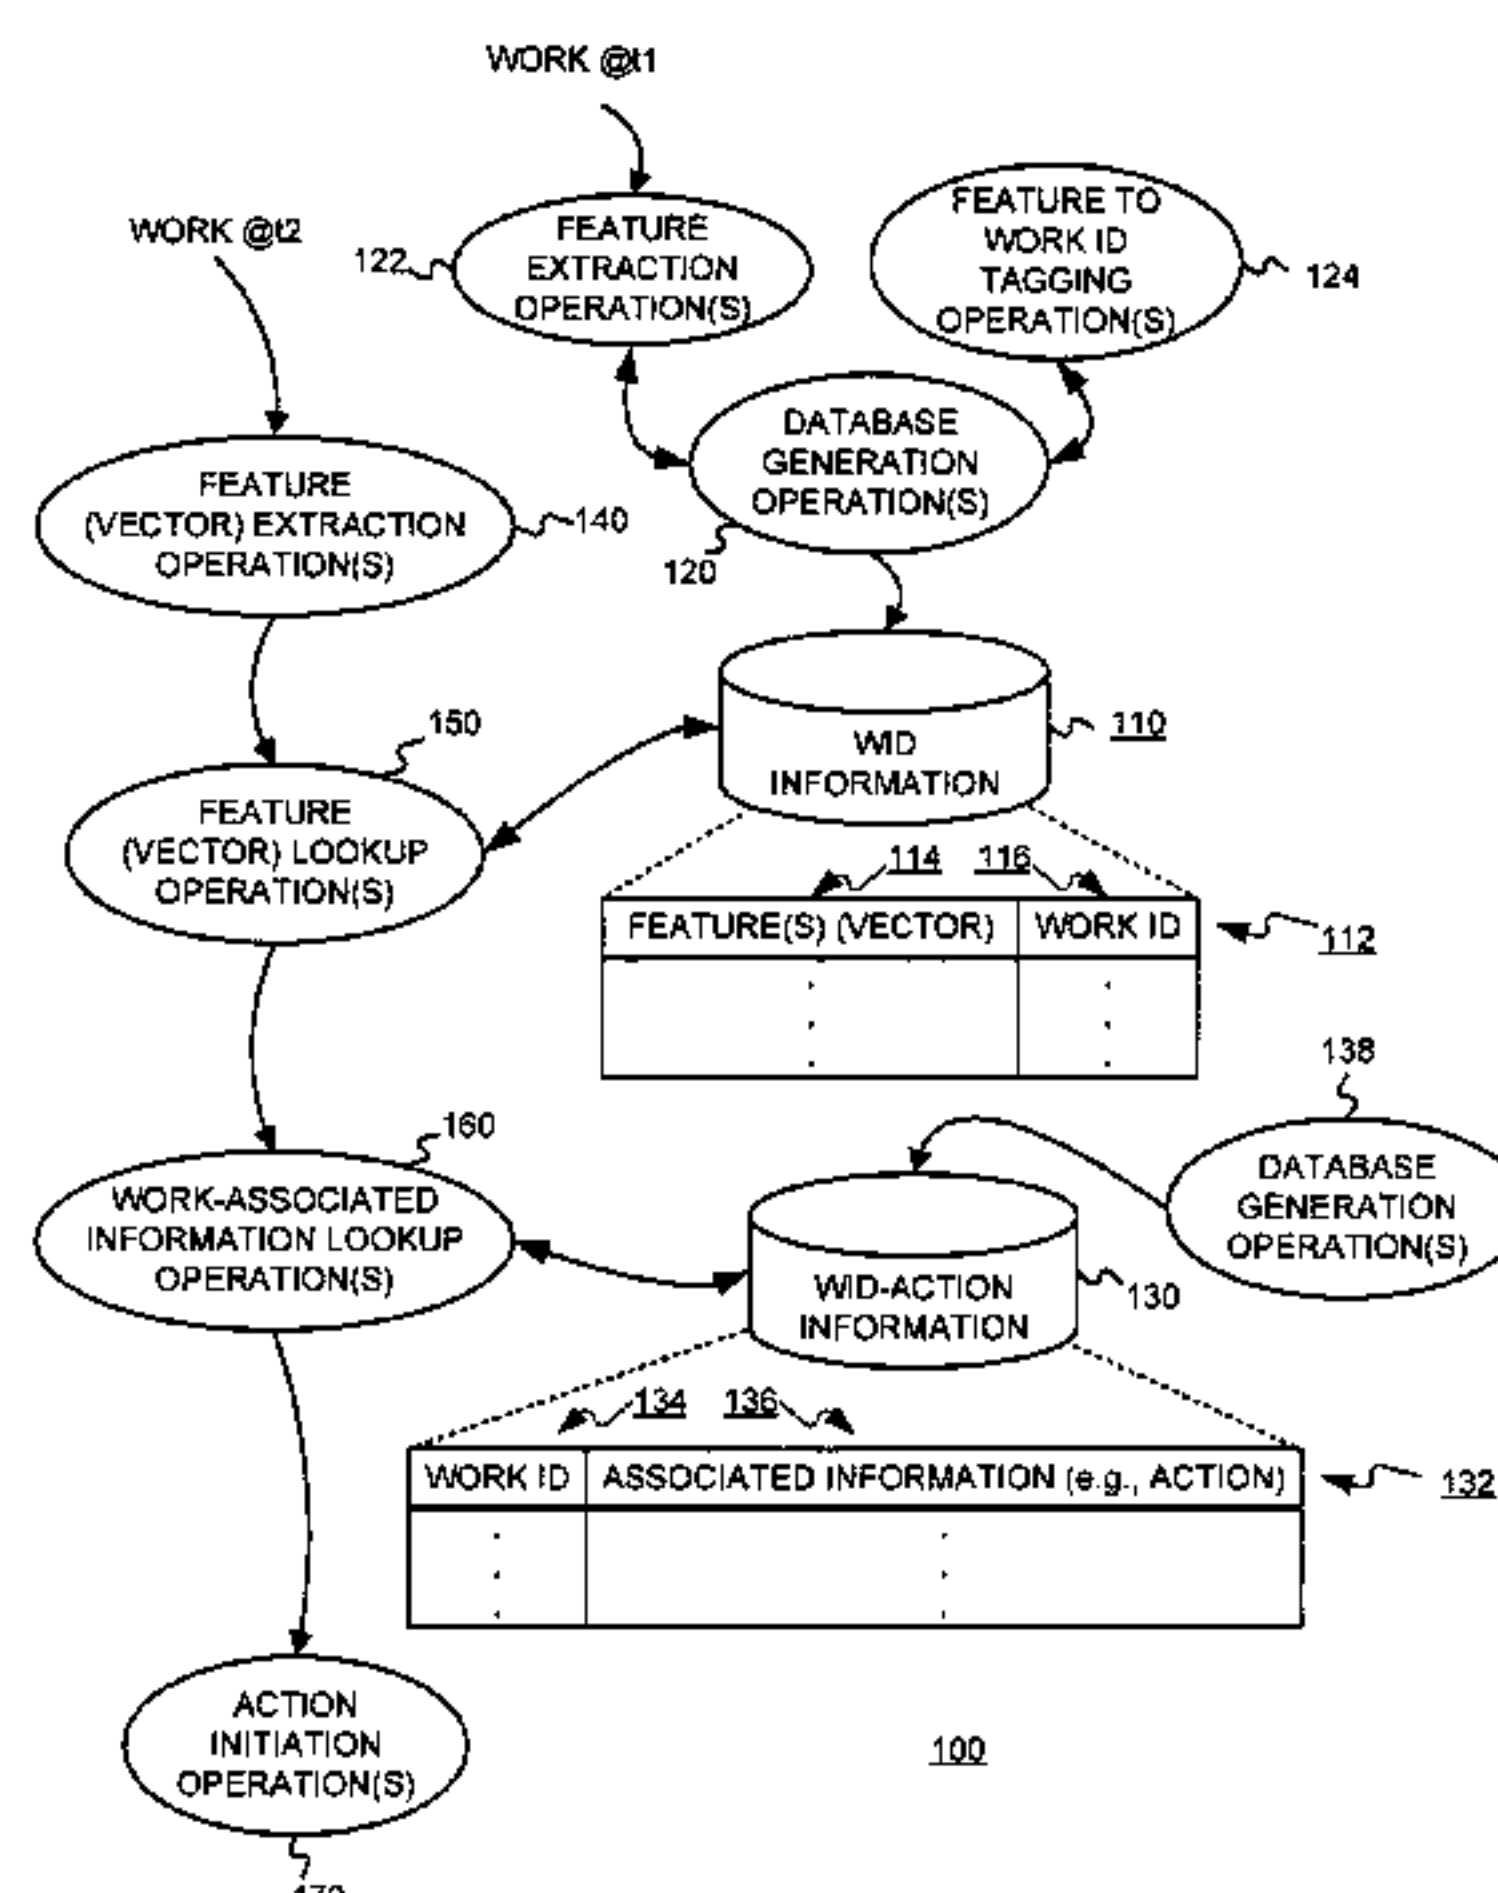 WORK @t1
WORK @t2
122
FEATURE
EXTRACTION
OPERATION(S)
FEATURE TO
WORK ID
TAGGING
OPERATION(S)
124
DATABASE
GENERATION
OPERATION(S)
120
FEATURE
(VECTOR) EXTRACTION
OPERATION(S)
140
150
FEATURE
(VECTOR) LOOKUP
OPERATION(S)
WID
INFORMATION
110
114 116
FEATURE(S) (VECTOR) WORK ID
112
138
DATABASE
GENERATION
OPERATION(S)
160
WORK-ASSOCIATED
INFORMATION LOOKUP
OPERATION(S)
WID-ACTION
INFORMATION
130
134 136
WORK ID ASSOCIATED INFORMATION (e.g., ACTION)
132
ACTION
INITIATION
OPERATION(S)
100